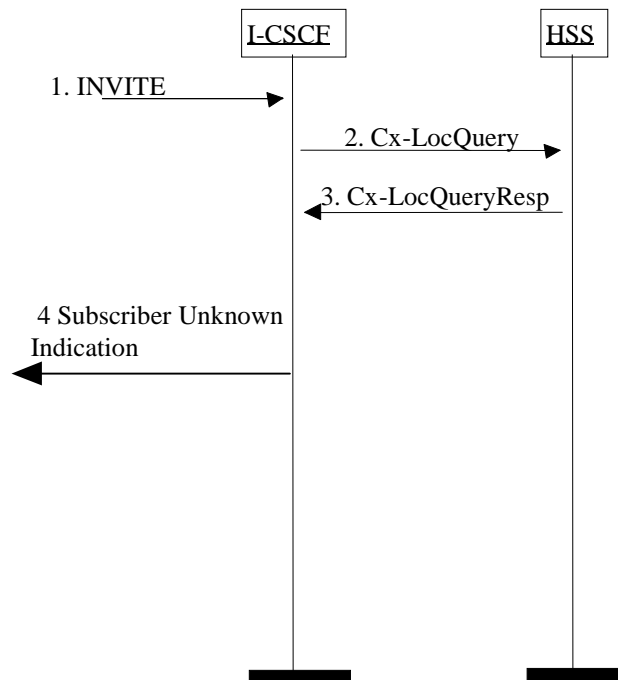 I-CSCF
HSS
1. INVITE
2. Cx-LocQuery
3. Cx-LocQueryResp
4 Subscriber Unknown
Indication